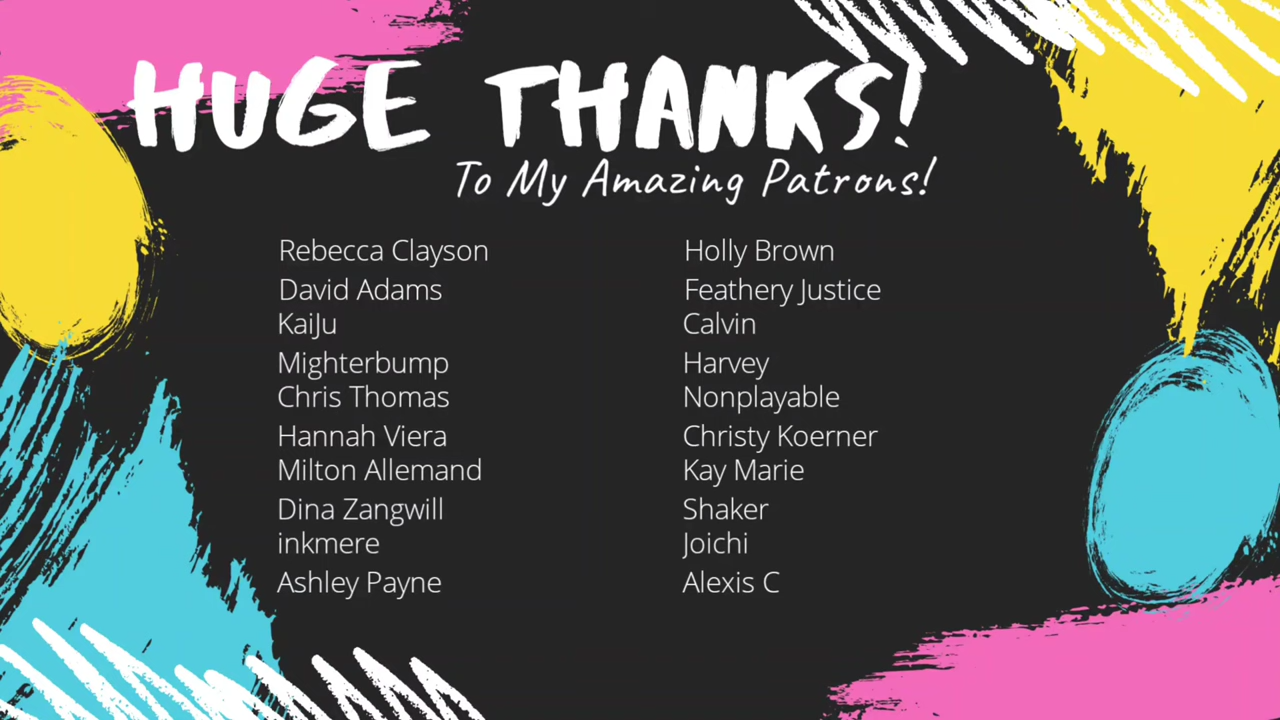 HUGE THANKS!
To My Amazing Patrons!
Rebecca Clayson
David Adams
KaiJu
Mighterbump
Chris Thomas
Hannah Viera
Milton Allemand
Dina Zangwill
inkmere
Ashley Payne
Holly Brown
Feathery Justice
Calvin
Harvey
Nonplayable
Christy Koerner
Kay Marie
Shaker
Joichi
Alexis C